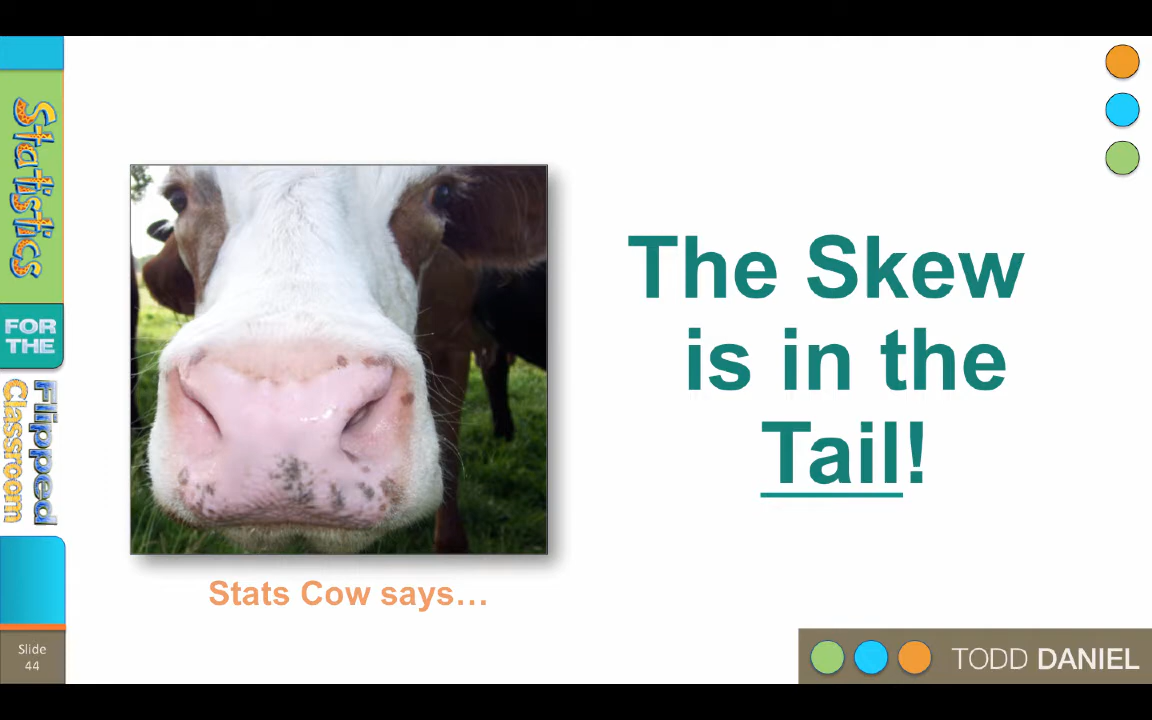 Statistics
FOR
THE
Flipped
Classroom
The Skew
is in the
Tail!
Stats Cow says…
Slide
44
TODD DANIEL